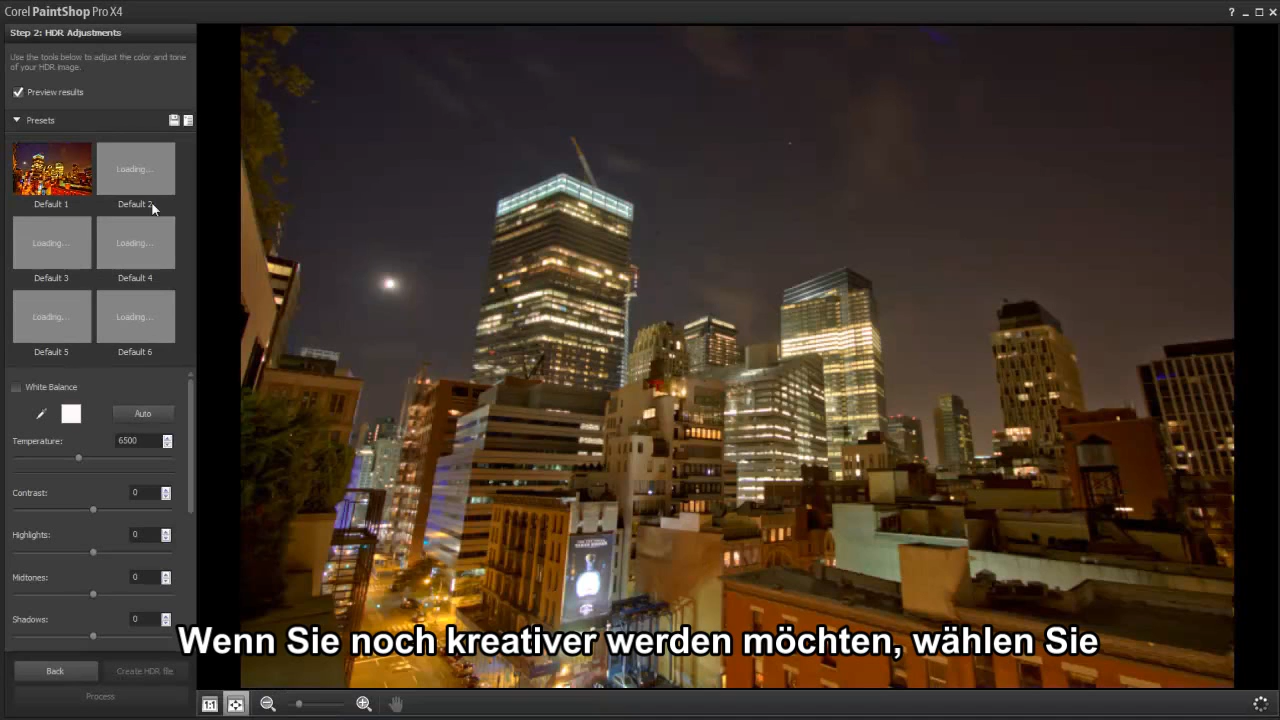 Corel PaintShop Pro X4
Step 2: HDR Adjustments
Use the tools below to adjust the color and tone
of your HDR image.
Preview results
Presets
Loading...
Default 1
Default 2
Loading...
Loading...
Default 3
Default 4
Loading...
Loading...
Default 5
Default 6
White Balance
Auto
Temperature:
6500
Contrast:
0
Highlights:
0
Midtones:
0
Shadows:
0
Wenn Sie noch kreativer werden möchten, wählen Sie
Back
Create HDR file
Process
1:1